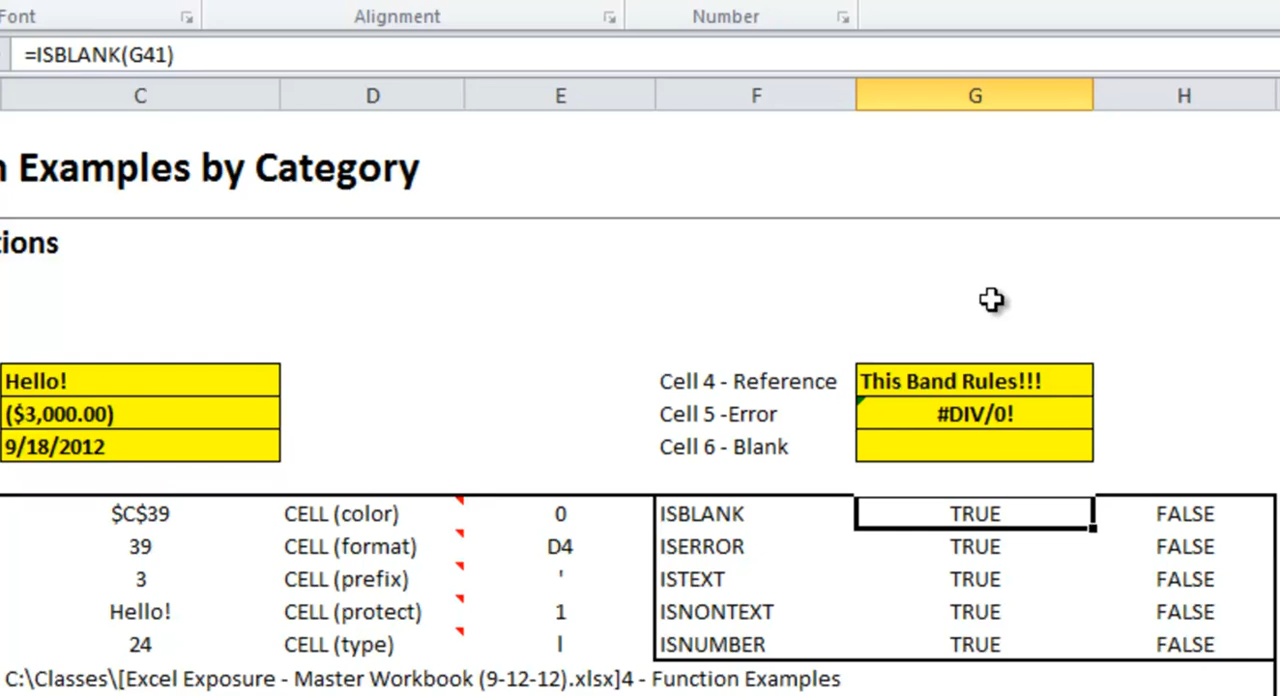 Font Alignment Number
=ISBLANK(G41)
C D E F G H
Examples by Category
tions
Hello! Cell 4 - Reference This Band Rules!!!
($3,000.00) Cell 5 -Error #DIV/0!
9/18/2012 Cell 6 - Blank
$C$39 CELL (color) 0 ISBLANK TRUE FALSE
39 CELL (format) D4 ISERROR TRUE FALSE
3 CELL (prefix) ' ISTEXT TRUE FALSE
Hello! CELL (protect) 1 ISNONTEXT TRUE FALSE
24 CELL (type) l ISNUMBER TRUE FALSE
C:\Classes\[Excel Exposure - Master Workbook (9-12-12).xlsx]4 - Function Examples